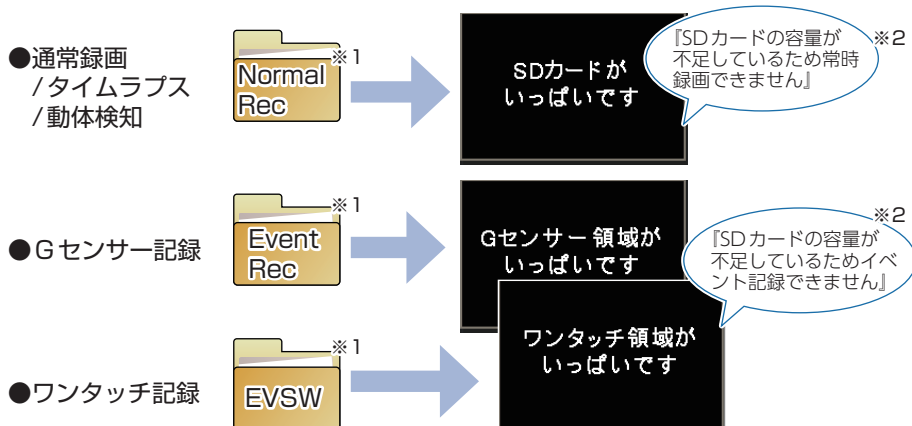 ●通常録画
/タイムラプス
/動体検知
Normal
Rec
※1
SDカードが
いっぱいです
『SDカードの容量が
不足しているため常時
録画できません』
※2
●Gセンサー記録
Event
Rec
※1
Gセンサー領域が
いっぱいです
『SDカードの容量が
不足しているためイベ
ント記録できません』
※2
●ワンタッチ記録
EVSW
※1
ワンタッチ領域が
いっぱいです